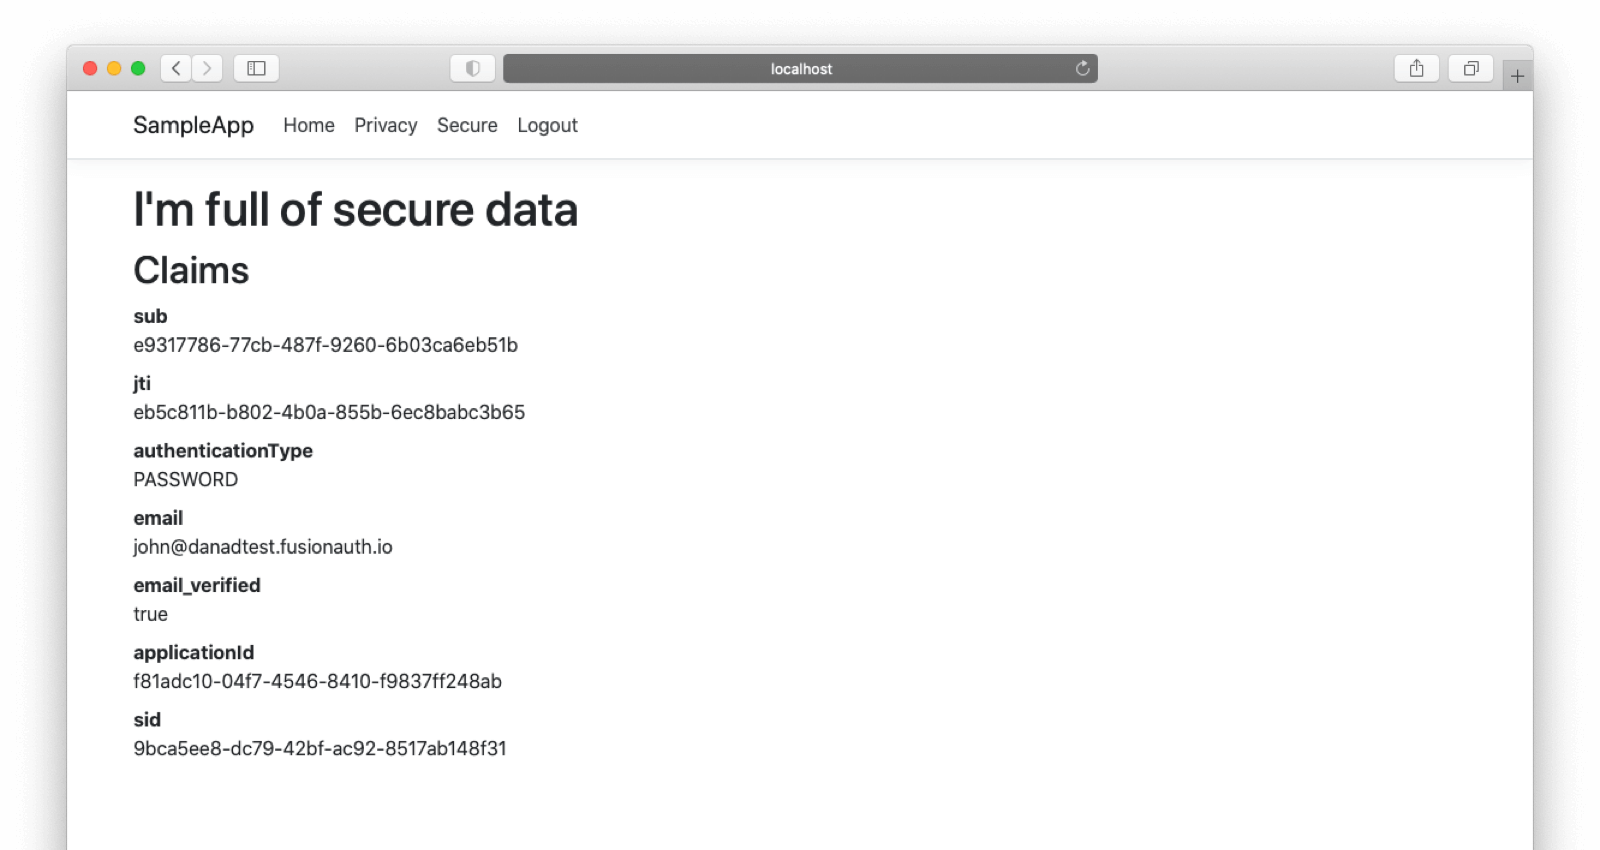 localhost
SampleApp Home Privacy Secure Logout
I'm full of secure data
Claims
sub
e9317786-77cb-487f-9260-6b03ca6eb51b
jti
eb5c811b-b802-4b0a-855b-6ec8babc3b65
authenticationType
PASSWORD
email
john@danadtest.fusionauth.io
email_verified
true
applicationId
f81adc10-04f7-4546-8410-f9837ff248ab
sid
9bca5ee8-dc79-42bf-ac92-8517ab148f31